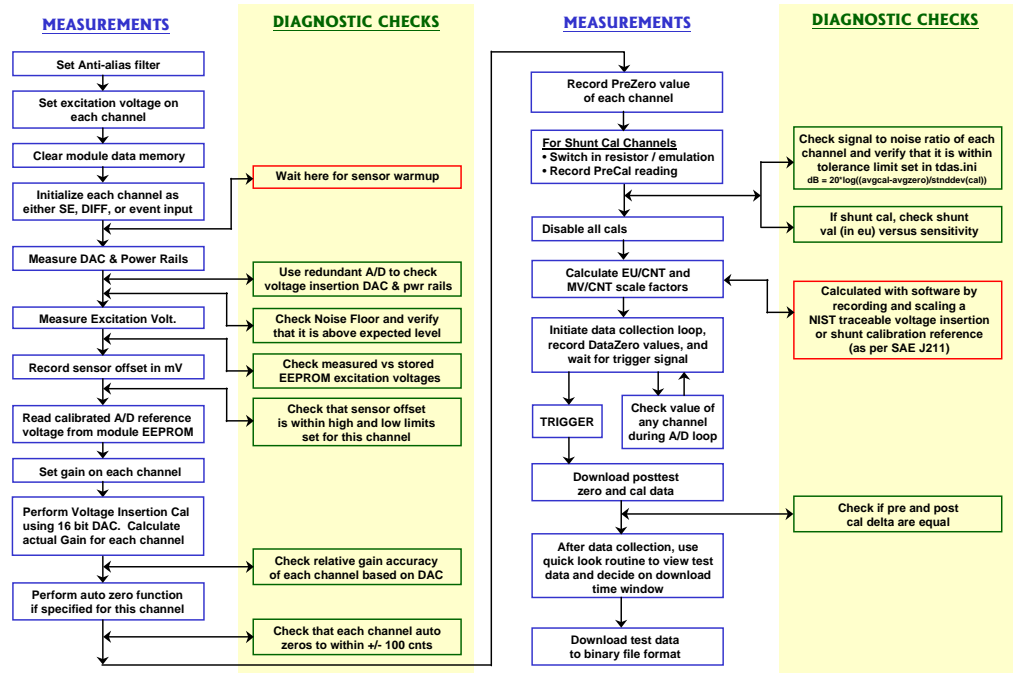 MEASUREMENTS
Set Anti-alias filter
Set excitation voltage on
each channel
Clear module data memory
Initialize each channel as
either SE, DIFF, or event input
Measure DAC & Power Rails
Measure Excitation Volt.
Record sensor offset in mV
Read calibrated A/D reference
voltage from module EEPROM
Set gain on each channel
Perform Voltage Insertion Cal
using 16 bit DAC.  Calculate
actual Gain for each channel
Perform auto zero function
if specified for this channel
DIAGNOSTIC CHECKS
Wait here for sensor warmup
Use redundant A/D to check
voltage insertion DAC & pwr rails
Check Noise Floor and verify
that it is above expected level
Check measured vs stored
EEPROM excitation voltages
Check that sensor offset
is within high and low limits
set for this channel
Check relative gain accuracy
of each channel based on DAC
Check that each channel auto
zeros to within +/- 100 cnts
MEASUREMENTS
Record PreZero value
of each channel
For Shunt Cal Channels
• Switch in resistor / emulation
• Record PreCal reading
Disable all cals
Calculate EU/CNT and
MV/CNT scale factors
Initiate data collection loop,
record DataZero values, and
wait for trigger signal
TRIGGER
Check value of
any channel
during A/D loop
Download posttest
zero and cal data
After data collection, use
quick look routine to view test
data and decide on download
time window
Download test data
to binary file format
DIAGNOSTIC CHECKS
Check signal to noise ratio of each
channel and verify that it is within
tolerance limit set in tdas.ini
dB = 20*log((avgcal-avgzero)/stnddev(cal))
If shunt cal, check shunt
val (in eu) versus sensitivity
Calculated with software by
recording and scaling a
NIST traceable voltage insertion
or shunt calibration reference
(as per SAE J211)
Check if pre and post
cal delta are equal